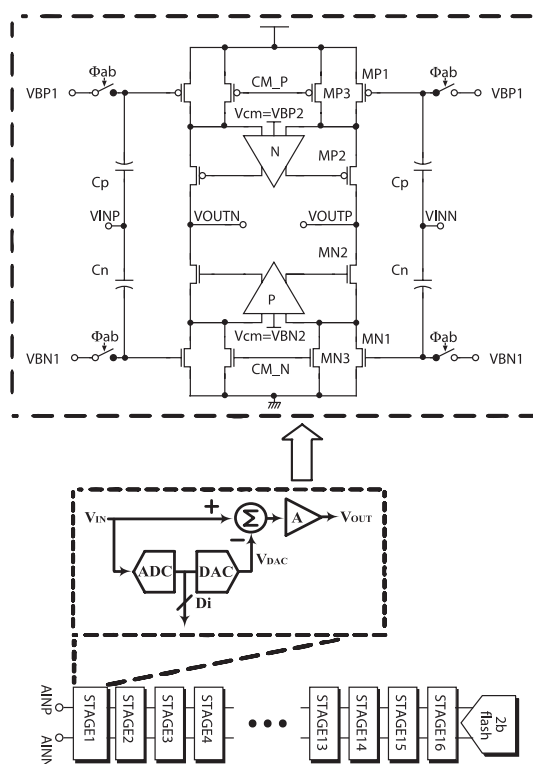 Φab CM_P MP1 Φab
VBP1 MP3 VBP1
Vcm=VBP2
N
MP2
Cp Cp
VINP VOUTN VOUTP VINN
MN2
Cn Cn
P
Φab Vcm=VBN2 MN1 Φab
VBN1 MN3 VBN1
CM_N
VIN + Σ A VOUT
−
ADC DAC VDAC
Di
AINP
AINN
STAGE1
STAGE2
STAGE3
STAGE4
STAGE13
STAGE14
STAGE15
STAGE16
2b
flash